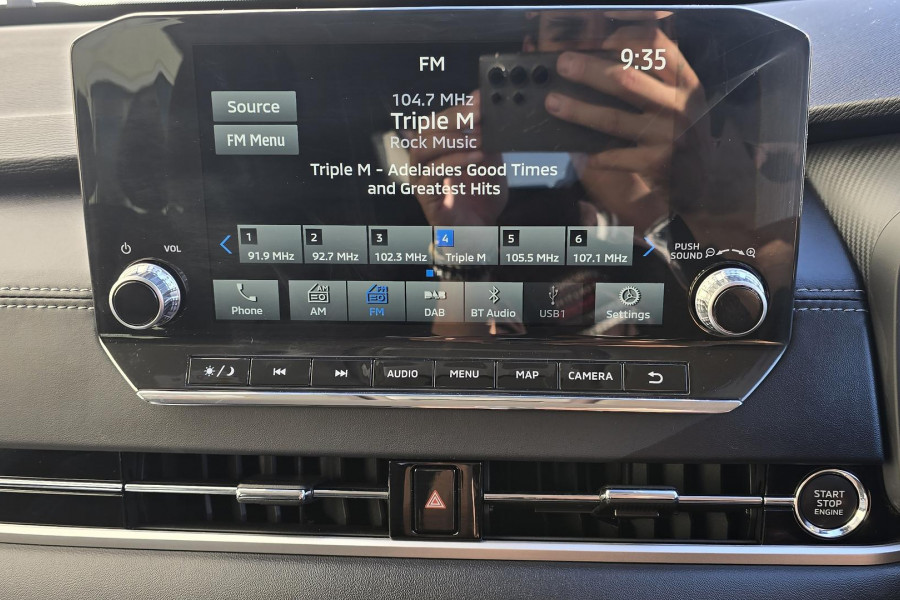 FM
9:35
Source
FM Menu
104.7 MHz
Triple M
Rock Music
Triple M - Adelaides Good Times
and Greatest Hits
VOL
PUSH
SOUND
1 2 3 4 5 6
91.9 MHz 92.7 MHz 102.3 MHz Triple M 105.5 MHz 107.1 MHz
AM FM DAB
Phone AM FM DAB BT Audio USB1 Settings
AUDIO MENU MAP CAMERA
START
STOP
ENGINE